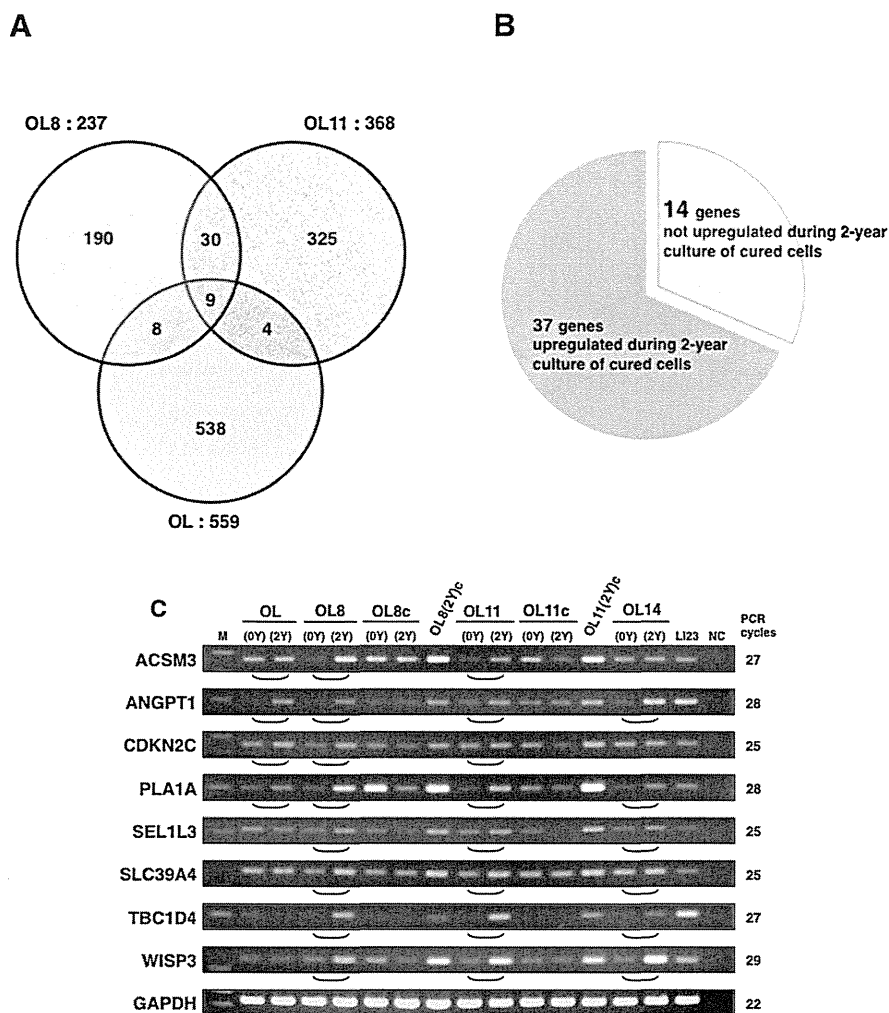 A
B
OL8 : 237
OL11 : 368
190
30
325
9
8
4
538
OL : 559
14 genes
not upregulated during 2-year
culture of cured cells
37 genes
upregulated during 2-year
culture of cured cells
C
OL OL8 OL8c OL8(2Y)c OL11 OL11c OL11(2Y)c OL14
PCR
cycles
M (0Y) (2Y) (0Y) (2Y) (0Y) (2Y) (0Y) (2Y) (0Y) (2Y) (0Y) (2Y) LI23 NC
ACSM3 27
ANGPT1 28
CDKN2C 25
PLA1A 28
SEL1L3 25
SLC39A4 25
TBC1D4 27
WISP3 29
GAPDH 22